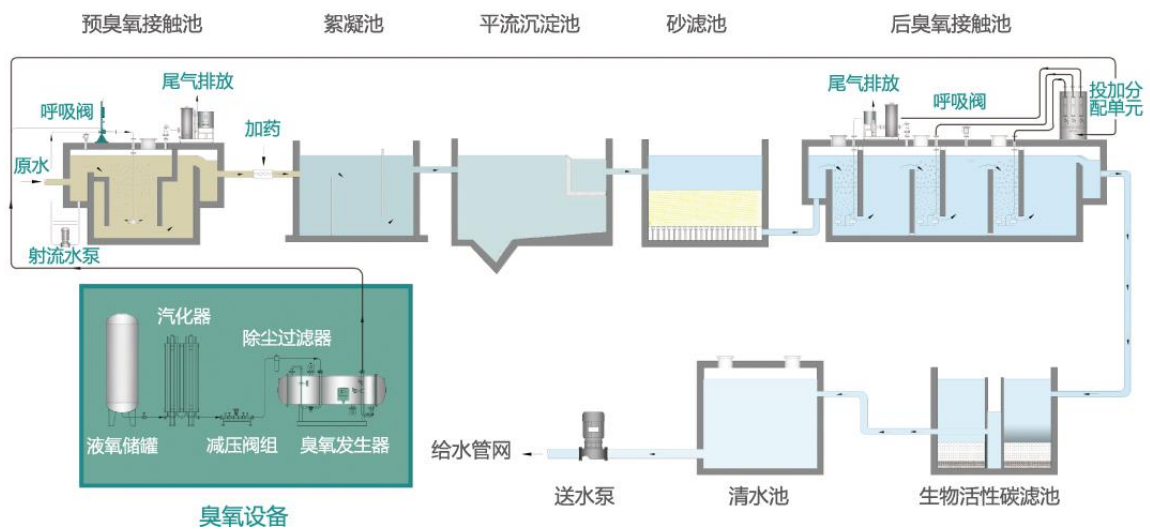 预臭氧接触池
絮凝池
平流沉淀池
砂滤池
后臭氧接触池
尾气排放
呼吸阀
加药
原水
射流水泵
尾气排放
呼吸阀
投加分
配单元
汽化器
除尘过滤器
液氧储罐
减压阀组
臭氧发生器
臭氧设备
给水管网
送水泵
清水池
生物活性碳滤池